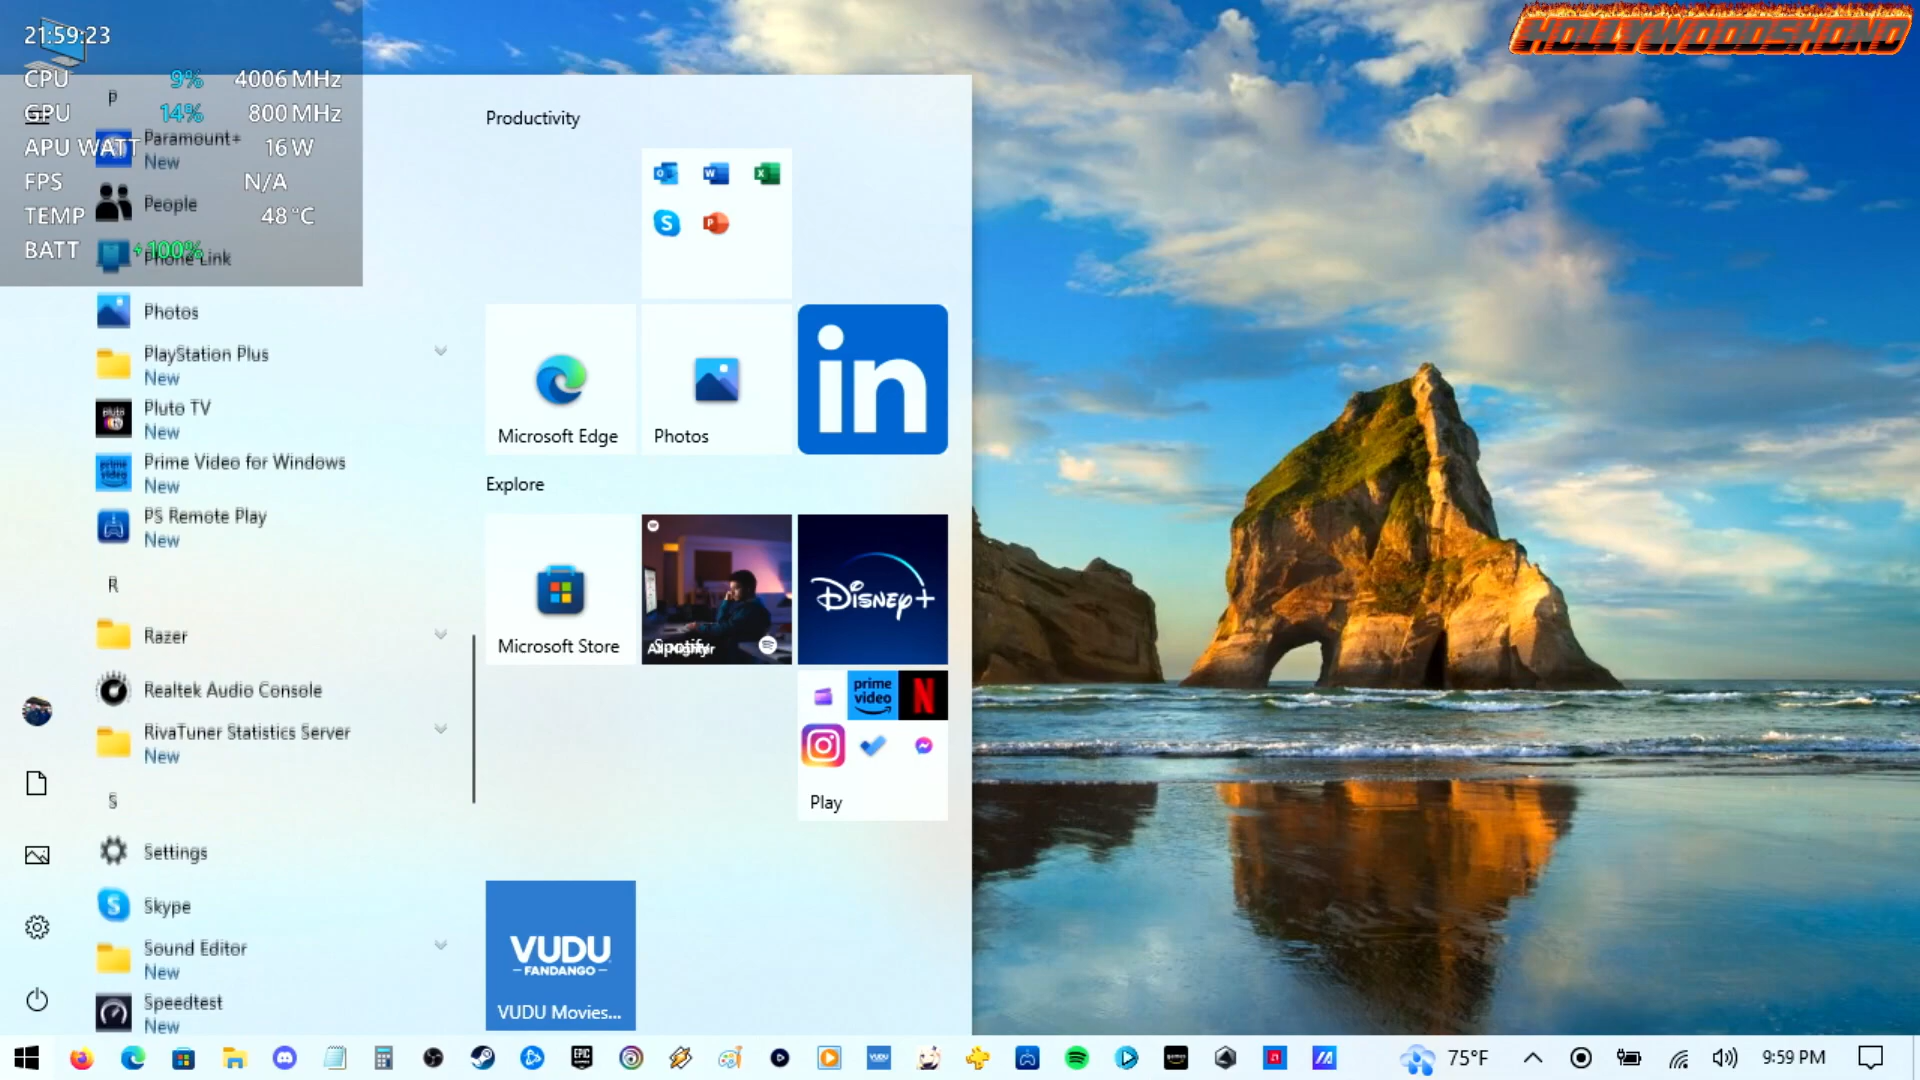 21:59:23
HOLLYWOODSHONO
CPU 9% 4006 MHz
GPU 14% 800 MHz
APU WATT 16 W
FPS N/A
TEMP 48 °C
BATT +100%
P
Paramount+
New
People
Phone Link
Photos
PlayStation Plus
New
Pluto TV
New
Prime Video for Windows
New
PS Remote Play
New
R
Razer
Realtek Audio Console
RivaTuner Statistics Server
New
S
Settings
Skype
Sound Editor
New
Speedtest
New
Productivity
Microsoft Edge
Photos
in
Explore
Microsoft Store
Spotify
Disney+
prime video
N
Play
VUDU
FANDANGO
VUDU Movies...
75°F
9:59 PM